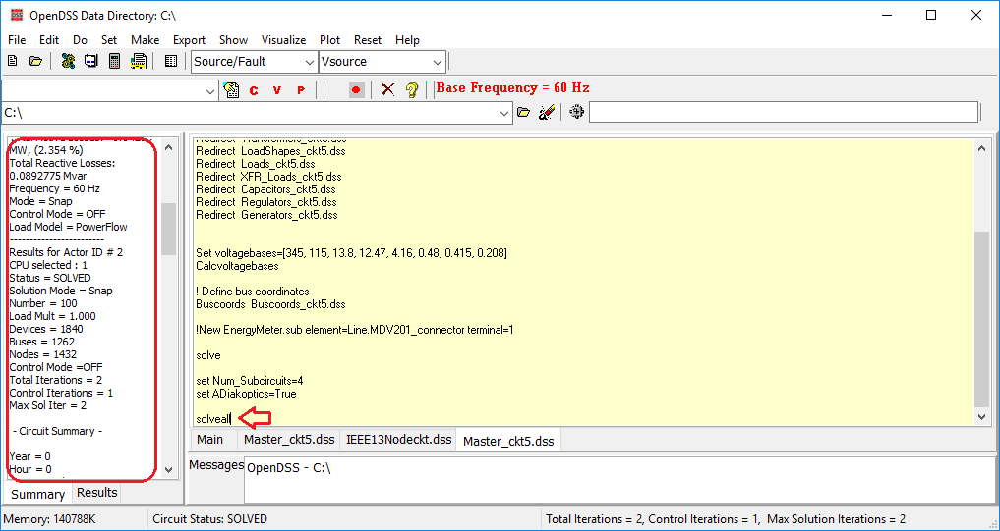 OpenDSS Data Directory: C:\
File Edit Do Set Make Export Show Visualize Plot Reset Help
Source/Fault Vsource
C V P Base Frequency = 60 Hz
C:\
MW, (2.354 %)
Total Reactive Losses:
0.0892775 Mvar
Frequency = 60 Hz
Mode = Snap
Control Mode = OFF
Load Model = PowerFlow
------------------------
Results for Actor ID # 2
CPU selected : 1
Status = SOLVED
Solution Mode = Snap
Number = 100
Load Mult = 1.000
Devices = 1840
Buses = 1262
Nodes = 1432
Control Mode =OFF
Total Iterations = 2
Control Iterations = 1
Max Sol Iter = 2
- Circuit Summary -
Year = 0
Hour = 0
Summary Results
Redirect Transformers_ckt5.dss
Redirect LoadShapes_ckt5.dss
Redirect Loads_ckt5.dss
Redirect XFR_Loads_ckt5.dss
Redirect Capacitors_ckt5.dss
Redirect Regulators_ckt5.dss
Redirect Generators_ckt5.dss
Set voltagebases=[345, 115, 13.8, 12.47, 4.16, 0.48, 0.415, 0.208]
Calcvoltagebases
! Define bus coordinates
Buscoords Buscoords_ckt5.dss
!New EnergyMeter.sub element=Line.MDV201_connector terminal=1
solve
set Num_Subcircuits=4
set ADiakoptics=True
solveall
Main Master_ckt5.dss IEEE13Nodeckt.dss Master_ckt5.dss
Messages OpenDSS - C:\
Memory: 140788K Circuit Status: SOLVED Total Iterations = 2, Control Iterations = 1, Max Solution Iterations = 2